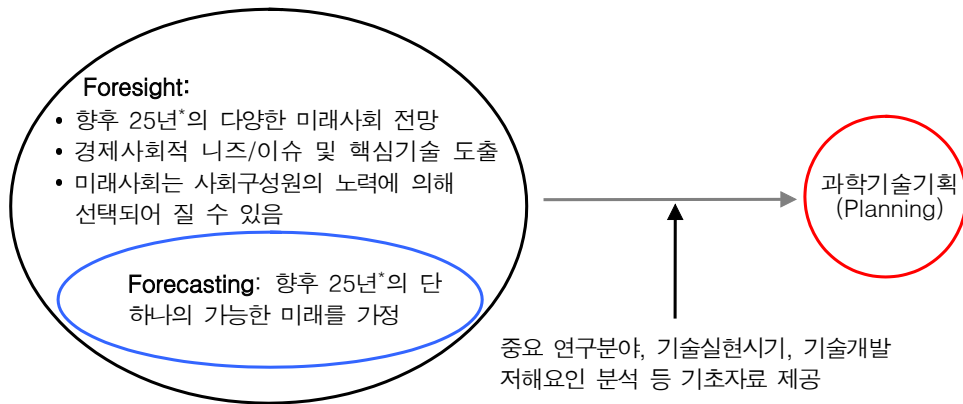 Foresight:
• 향후 25년*의 다양한 미래사회 전망
• 경제사회적 니즈/이슈 및 핵심기술 도출
• 미래사회는 사회구성원의 노력에 의해
선택되어 질 수 있음
Forecasting: 향후 25년*의 단
하나의 가능한 미래를 가정
과학기술기획
(Planning)
중요 연구분야, 기술실현시기, 기술개발
저해요인 분석 등 기초자료 제공